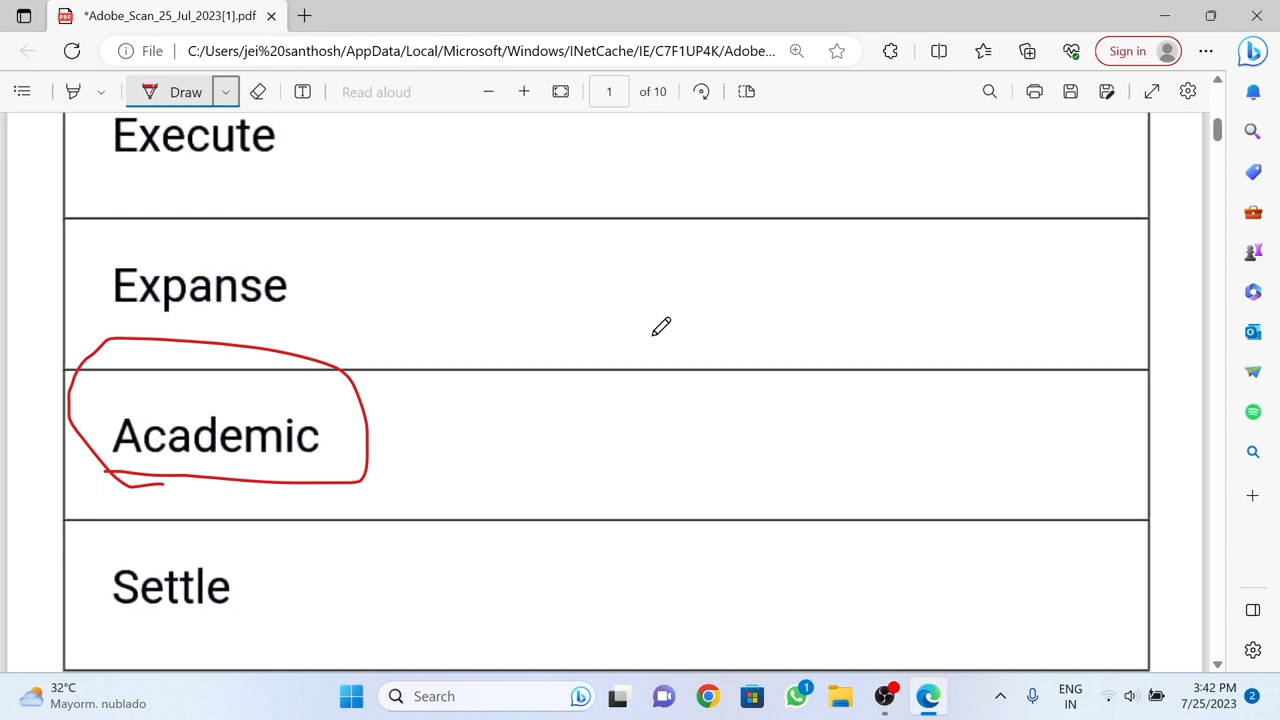 *Adobe_Scan_25_Jul_2023[1].pdf
File
C:/Users/jei%20santhosh/AppData/Local/Microsoft/Windows/INetCache/IE/C7F1UP4K/Adobe...
Sign in
Draw
Read aloud
1 of 10
Execute
Expanse
Academic
Settle
32°C
Mayorm. nublado
Search
1
ENG
IN
3:42 PM
7/25/2023
2